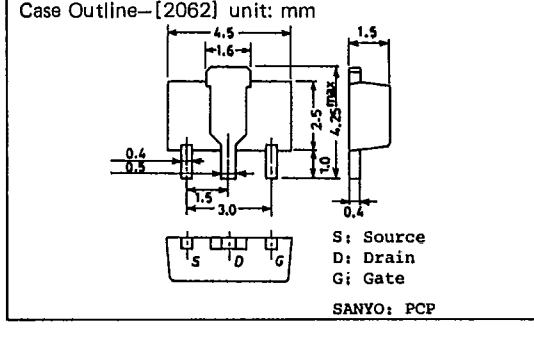 Case Outline–[2062] unit: mm
4.5
1.6
1.5
2.5
4.25max
1.0
0.4
0.5
1.5
3.0
0.4
S D G
S: Source
D: Drain
G: Gate
SANYO: PCP